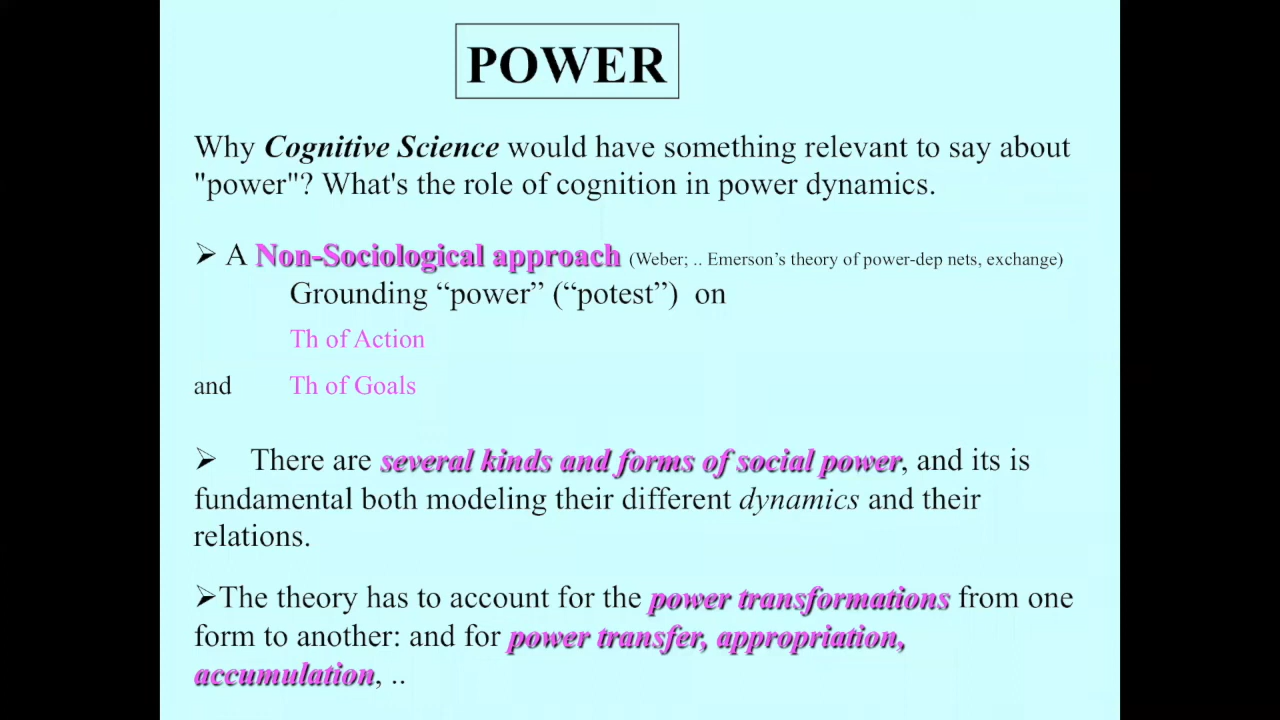 POWER
Why Cognitive Science would have something relevant to say about
"power"? What's the role of cognition in power dynamics.
➢ A Non-Sociological approach (Weber; .. Emerson’s theory of power-dep nets, exchange)
Grounding “power” (“potest”) on
Th of Action
and Th of Goals
➢ There are several kinds and forms of social power, and its is
fundamental both modeling their different dynamics and their
relations.
➢The theory has to account for the power transformations from one
form to another: and for power transfer, appropriation,
accumulation, ..